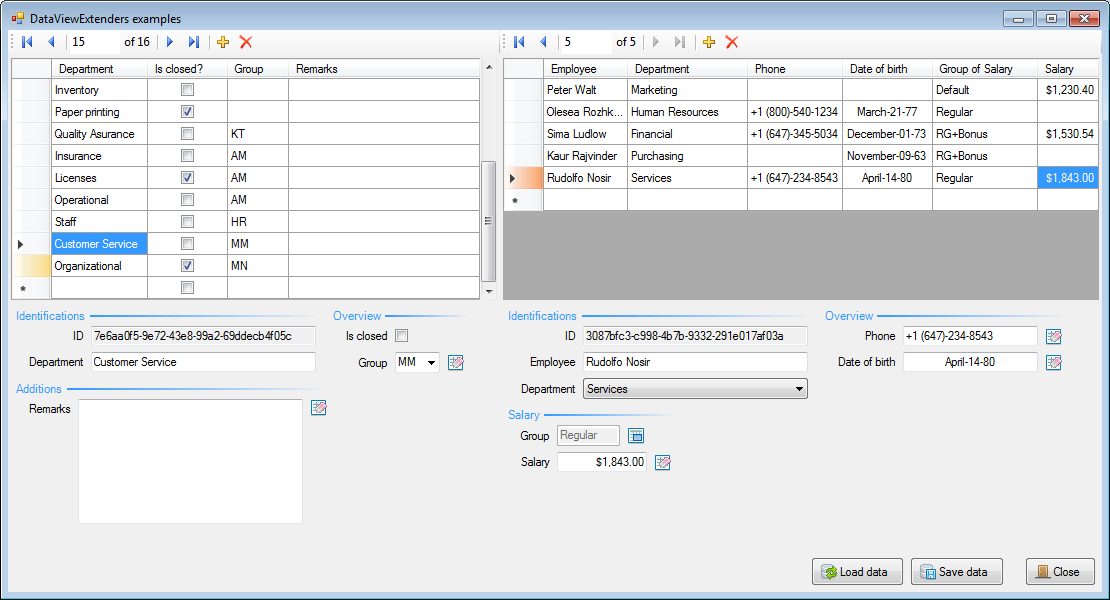 DataViewExtenders examples
15 of 16
5 of 5
Department Is closed? Group Remarks
Inventory
Paper printing
Quality Asurance KT
Insurance AM
Licenses AM
Operational AM
Staff HR
Customer Service MM
Organizational MN
*
Employee Department Phone Date of birth Group of Salary Salary
Peter Walt Marketing Default $1,230.40
Olesea Rozhk... Human Resources +1 (800)-540-1234 March-21-77 Regular
Sima Ludlow Financial +1 (647)-345-5034 December-01-73 RG+Bonus $1,530.54
Kaur Rajvinder Purchasing November-09-63 RG+Bonus
Rudolfo Nosir Services +1 (647)-234-8543 April-14-80 Regular $1,843.00
*
Identifications
ID 7e6aa0f5-9e72-43e8-99a2-69ddecb4f05c
Department Customer Service
Overview
Is closed
Group MM
Additions
Remarks
Identifications
ID 3087bfc3-c998-4b7b-9332-291e017af03a
Employee Rudolfo Nosir
Department Services
Overview
Phone +1 (647)-234-8543
Date of birth April-14-80
Salary
Group Regular
Salary $1,843.00
Load data Save data Close